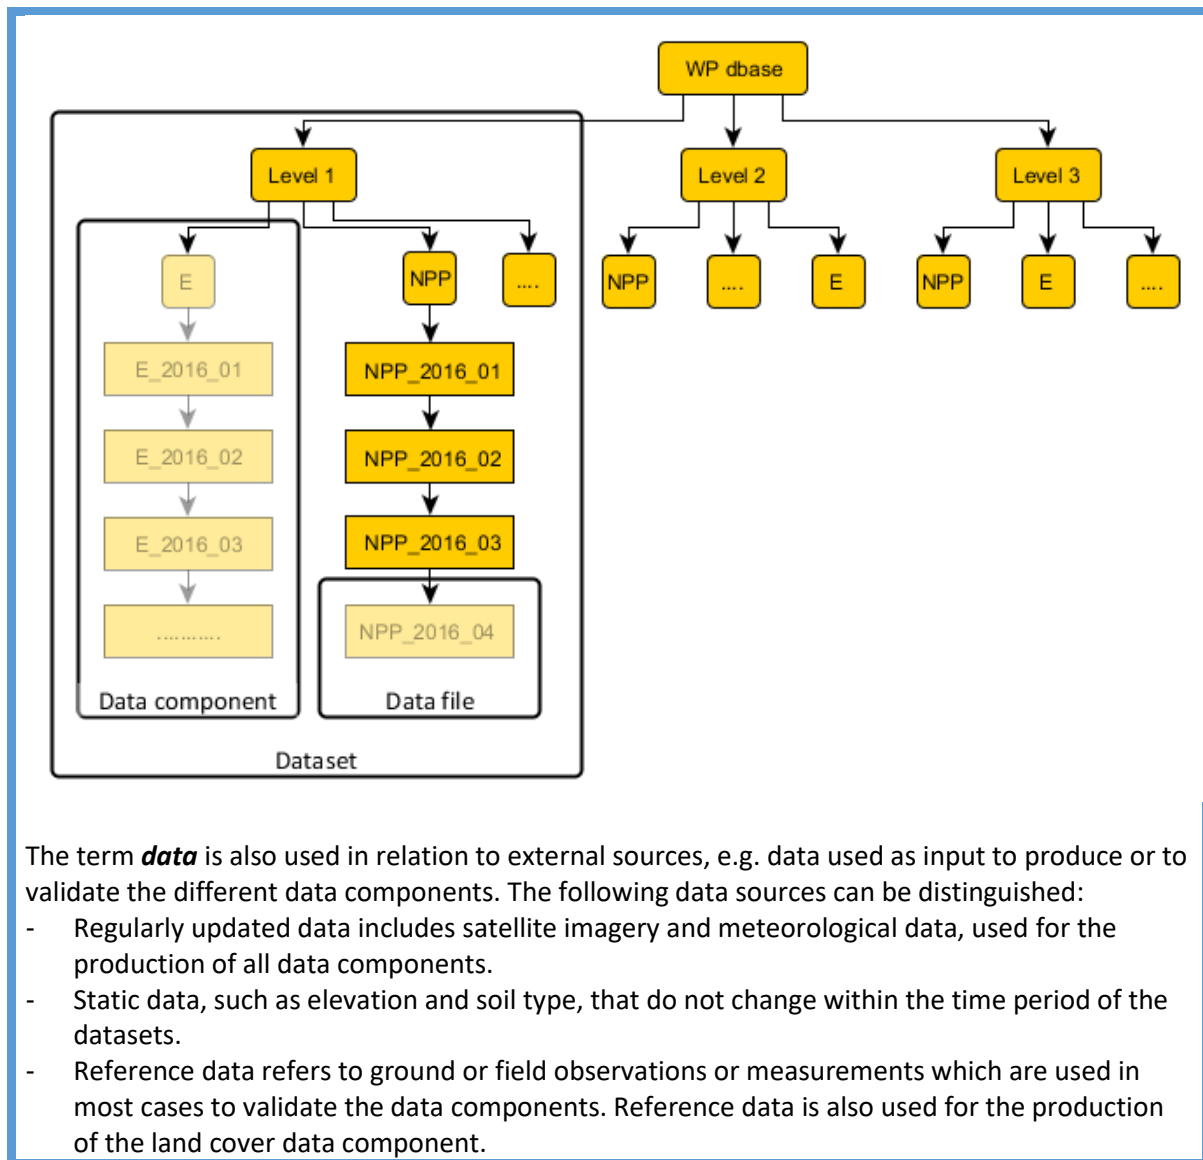 WP dbase
Level 1
Level 2
Level 3
E
NPP
....
NPP
....
E
NPP
E
....
E_2016_01
NPP_2016_01
E_2016_02
NPP_2016_02
E_2016_03
NPP_2016_03
...........
NPP_2016_04
Data component
Data file
Dataset
The term data is also used in relation to external sources, e.g. data used as input to produce or to
validate the different data components. The following data sources can be distinguished:
- Regularly updated data includes satellite imagery and meteorological data, used for the
production of all data components.
- Static data, such as elevation and soil type, that do not change within the time period of the
datasets.
- Reference data refers to ground or field observations or measurements which are used in
most cases to validate the data components. Reference data is also used for the production
of the land cover data component.